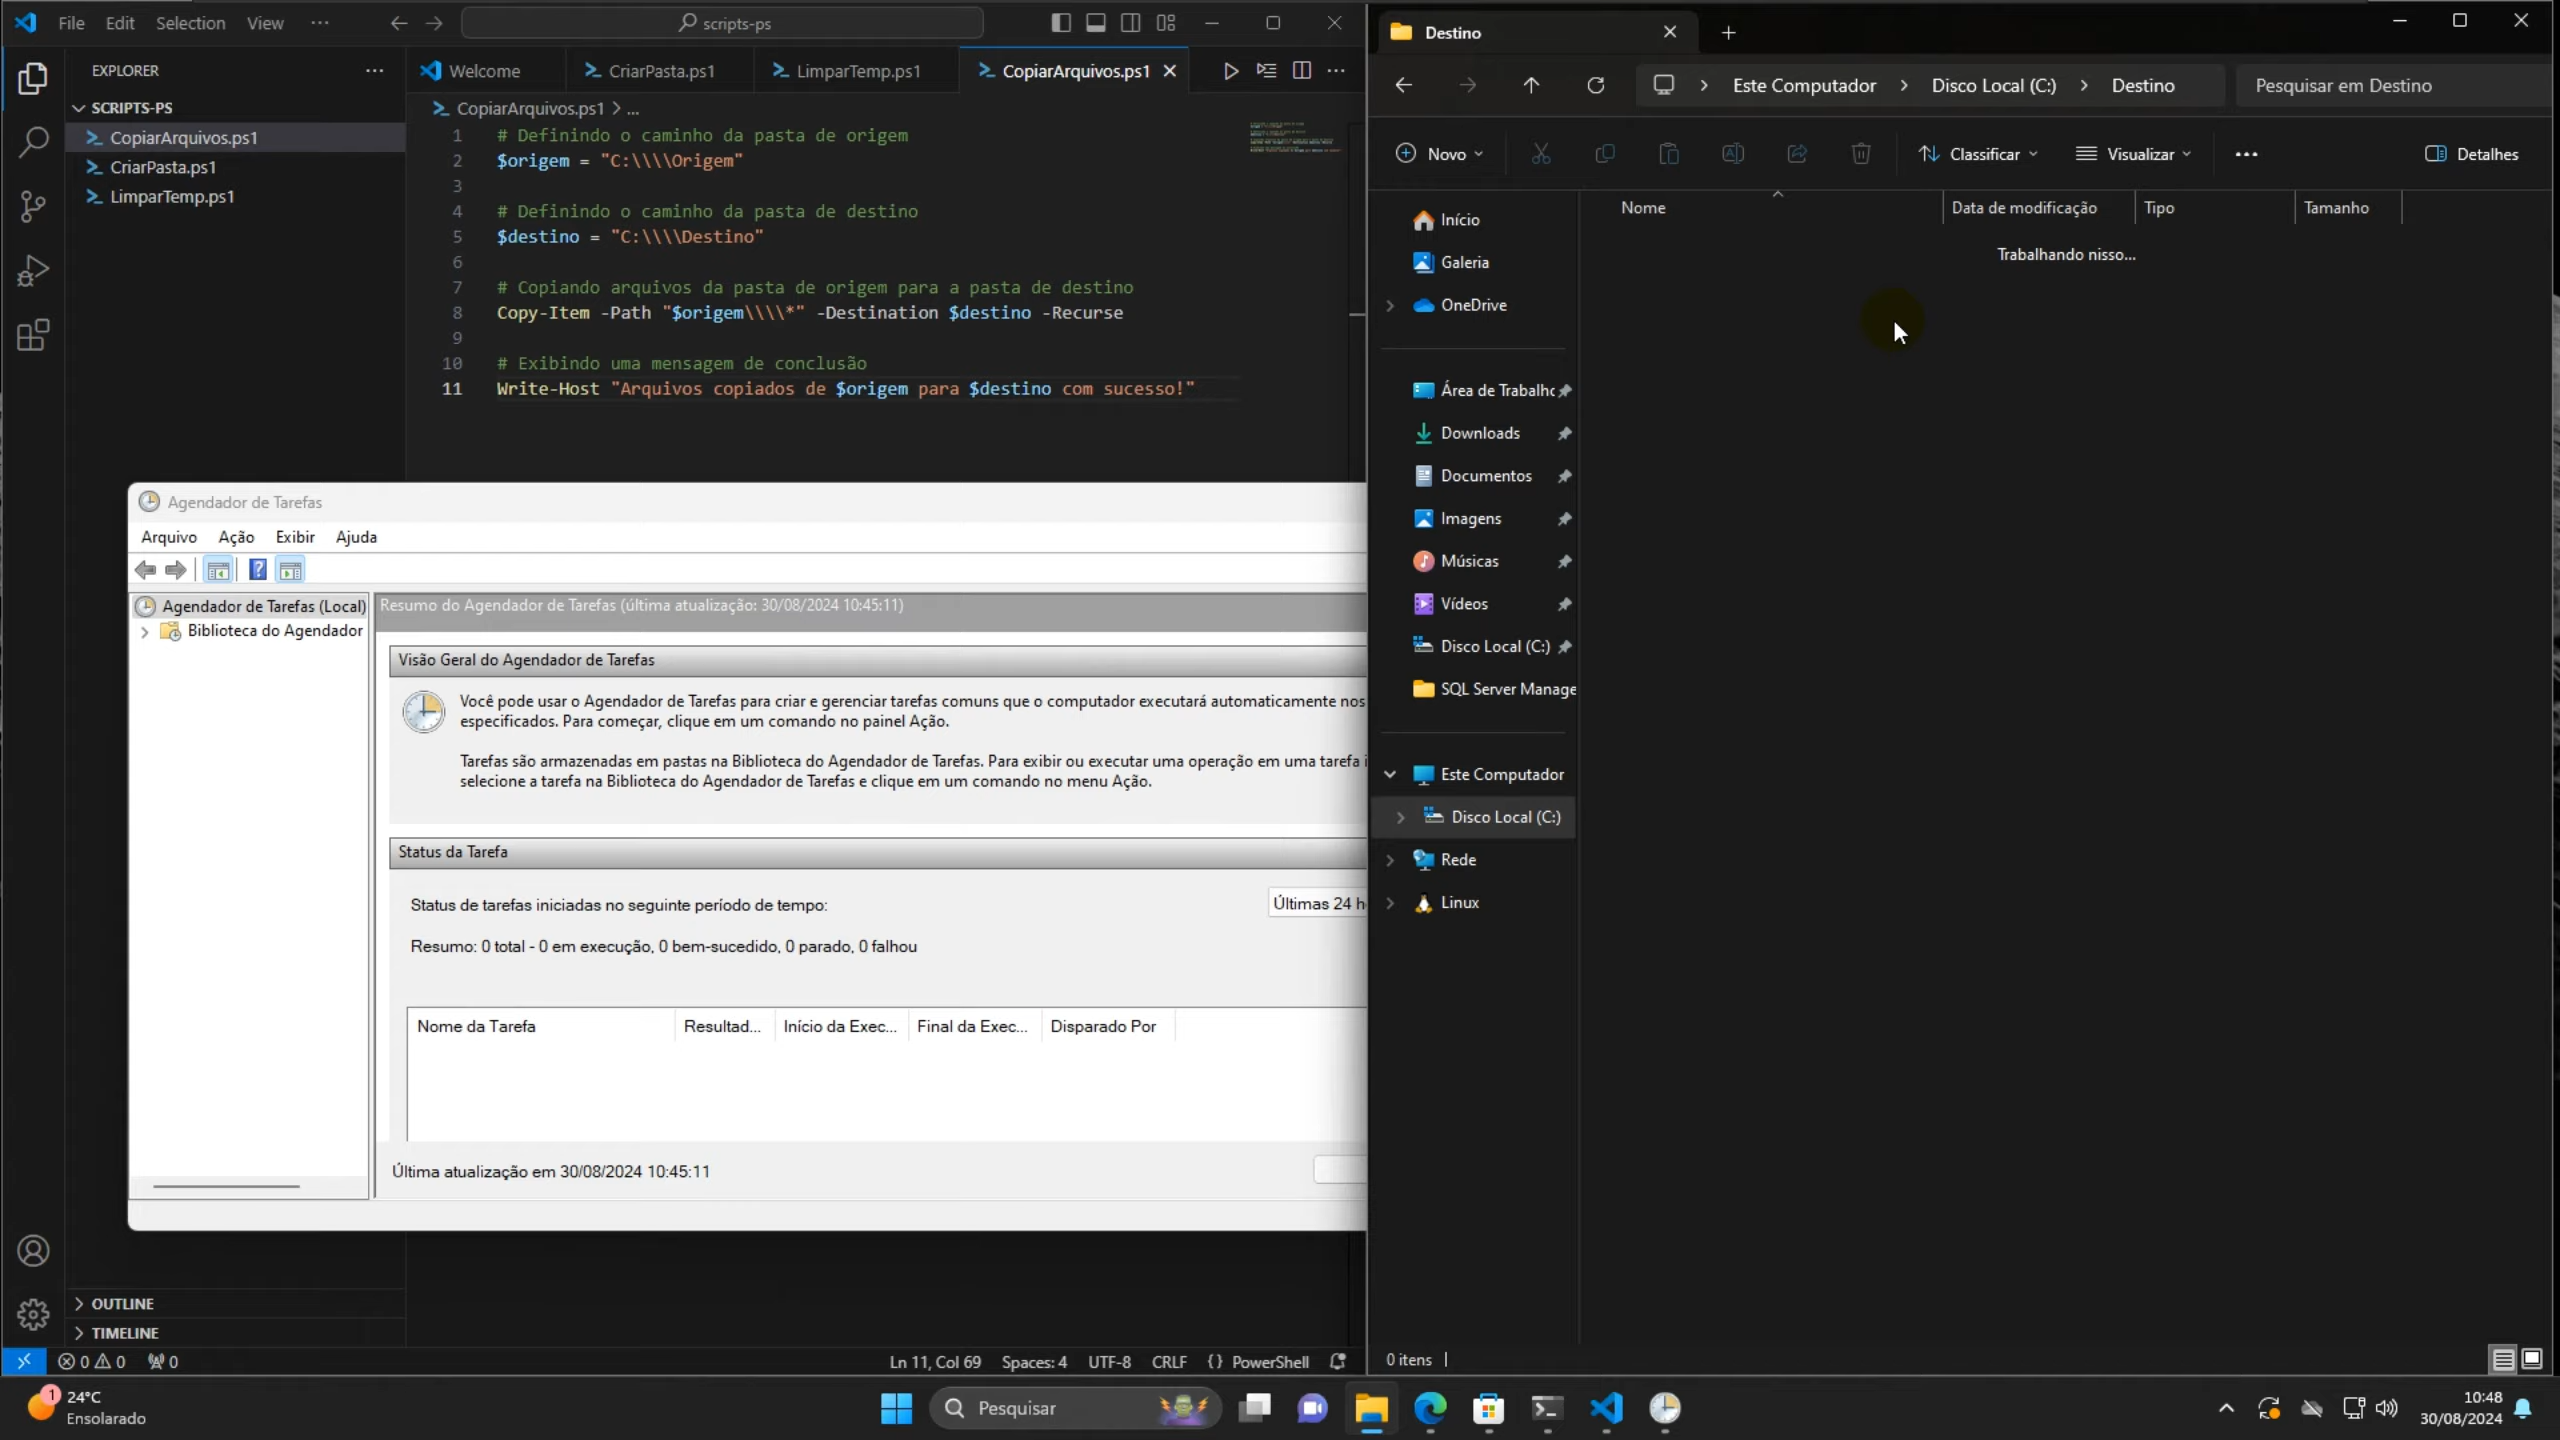 File Edit Selection View ···
scripts-ps
EXPLORER
SCRIPTS-PS
CopiarArquivos.ps1
CriarPasta.ps1
LimparTemp.ps1
OUTLINE
TIMELINE
Welcome
CriarPasta.ps1
LimparTemp.ps1
CopiarArquivos.ps1
CopiarArquivos.ps1 > ...
1 # Definindo o caminho da pasta de origem
2 $origem = "C:\\\\Origem"
3
4 # Definindo o caminho da pasta de destino
5 $destino = "C:\\\\Destino"
6
7 # Copiando arquivos da pasta de origem para a pasta de destino
8 Copy-Item -Path "$origem\\\\*" -Destination $destino -Recurse
9
10 # Exibindo uma mensagem de conclusão
11 Write-Host "Arquivos copiados de $origem para $destino com sucesso!"
Agendador de Tarefas
Arquivo Ação Exibir Ajuda
Agendador de Tarefas (Local)
Biblioteca do Agendador
Resumo do Agendador de Tarefas (última atualização: 30/08/2024 10:45:11)
Visão Geral do Agendador de Tarefas
Você pode usar o Agendador de Tarefas para criar e gerenciar tarefas comuns que o computador executará automaticamente nos
especificados. Para começar, clique em um comando no painel Ação.
Tarefas são armazenadas em pastas na Biblioteca do Agendador de Tarefas. Para exibir ou executar uma operação em uma tarefa i
selecione a tarefa na Biblioteca do Agendador de Tarefas e clique em um comando no menu Ação.
Status da Tarefa
Status de tarefas iniciadas no seguinte período de tempo:
Últimas 24 h
Resumo: 0 total - 0 em execução, 0 bem-sucedido, 0 parado, 0 falhou
Nome da Tarefa Resultad... Início da Exec... Final da Exec... Disparado Por
Última atualização em 30/08/2024 10:45:11
0 0 0
Ln 11, Col 69 Spaces: 4 UTF-8 CRLF {} PowerShell
Destino
Este Computador > Disco Local (C:) > Destino
Pesquisar em Destino
Novo
Classificar
Visualizar
Detalhes
Nome Data de modificação Tipo Tamanho
Trabalhando nisso...
Início
Galeria
OneDrive
Área de Trabalho
Downloads
Documentos
Imagens
Músicas
Vídeos
Disco Local (C:)
SQL Server Manage
Este Computador
Disco Local (C:)
Rede
Linux
0 itens
1
24°C
Ensolarado
Pesquisar
10:48
30/08/2024